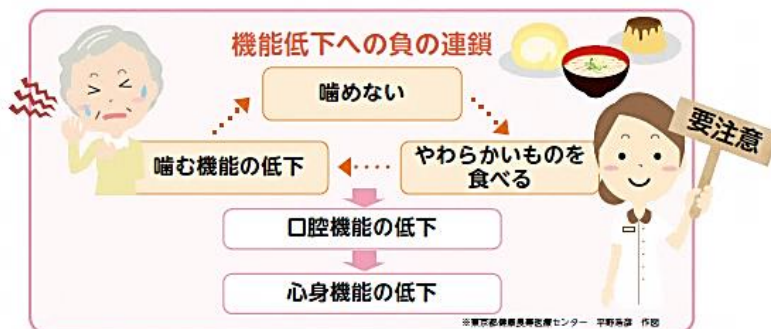 機能低下への負の連鎖
噛めない
要注意
噛む機能の低下
やわらかいものを
食べる
口腔機能の低下
心身機能の低下
※東京都健康長寿医療センター 平野浩彦 作図